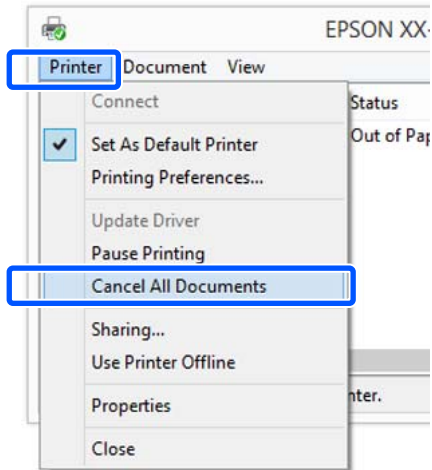 EPSON XX-
Printer Document View
Connect
Status
Set As Default Printer
Out of Pap
Printing Preferences...
Update Driver
Pause Printing
Cancel All Documents
Sharing...
Use Printer Offline
Properties
nter.
Close